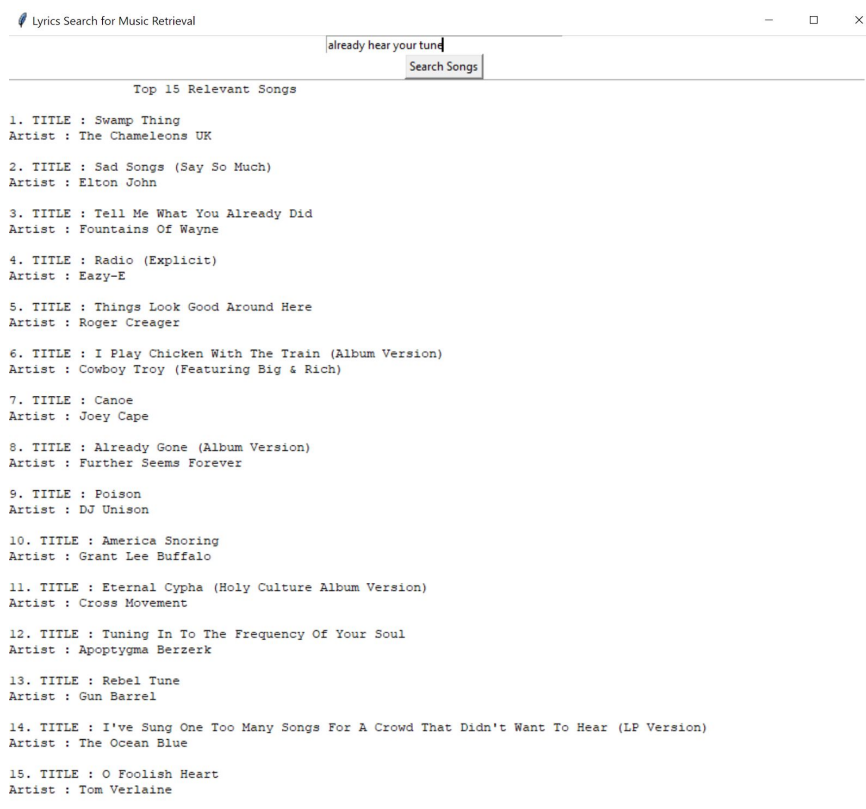 Lyrics Search for Music Retrieval
already hear your tune
Search Songs
Top 15 Relevant Songs
1. TITLE : Swamp Thing
Artist : The Chameleons UK
2. TITLE : Sad Songs (Say So Much)
Artist : Elton John
3. TITLE : Tell Me What You Already Did
Artist : Fountains Of Wayne
4. TITLE : Radio (Explicit)
Artist : Eazy-E
5. TITLE : Things Look Good Around Here
Artist : Roger Creager
6. TITLE : I Play Chicken With The Train (Album Version)
Artist : Cowboy Troy (Featuring Big & Rich)
7. TITLE : Canoe
Artist : Joey Cape
8. TITLE : Already Gone (Album Version)
Artist : Further Seems Forever
9. TITLE : Poison
Artist : DJ Unison
10. TITLE : America Snoring
Artist : Grant Lee Buffalo
11. TITLE : Eternal Cypha (Holy Culture Album Version)
Artist : Cross Movement
12. TITLE : Tuning In To The Frequency Of Your Soul
Artist : Apoptygma Berzerk
13. TITLE : Rebel Tune
Artist : Gun Barrel
14. TITLE : I've Sung One Too Many Songs For A Crowd That Didn't Want To Hear (LP Version)
Artist : The Ocean Blue
15. TITLE : O Foolish Heart
Artist : Tom Verlaine